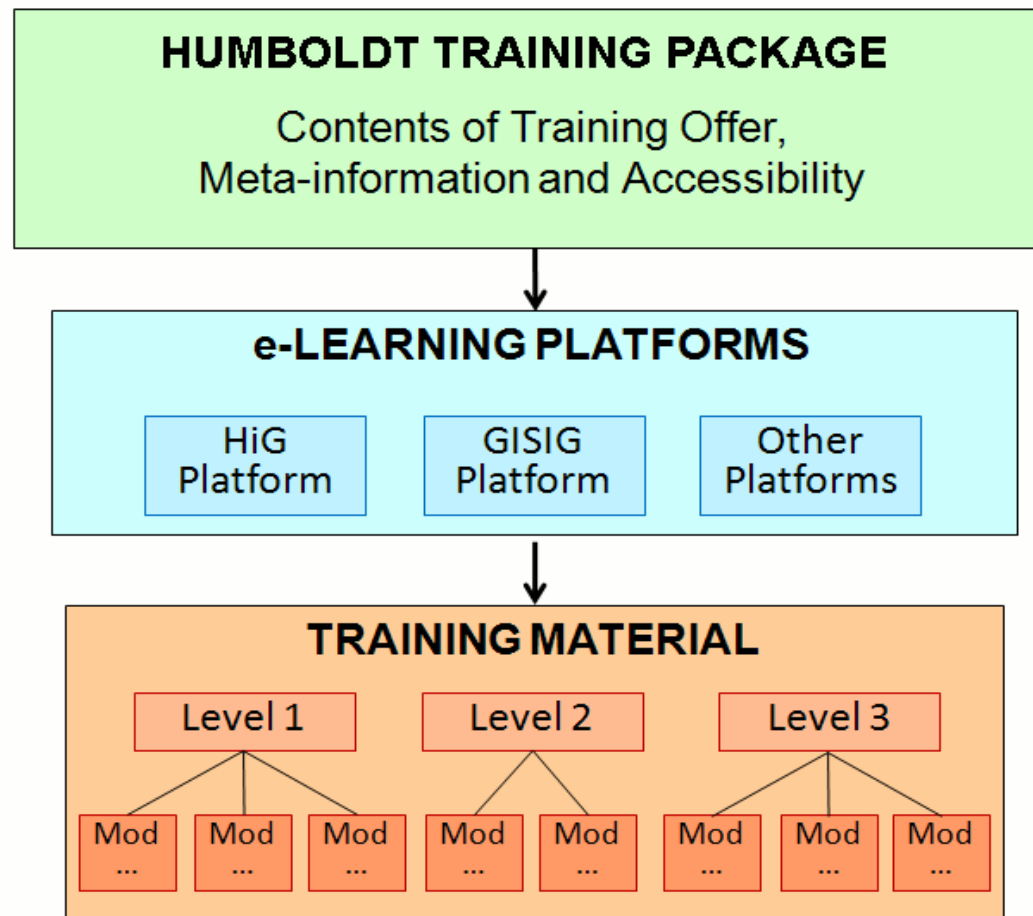 HUMBOLDT TRAINING PACKAGE
Contents of Training Offer,
Meta-information and Accessibility
e-LEARNING PLATFORMS
HiG
Platform
GISIG
Platform
Other
Platforms
TRAINING MATERIAL
Level 1
Level 2
Level 3
Mod
...
Mod
...
Mod
...
Mod
...
Mod
...
Mod
...
Mod
...
Mod
...